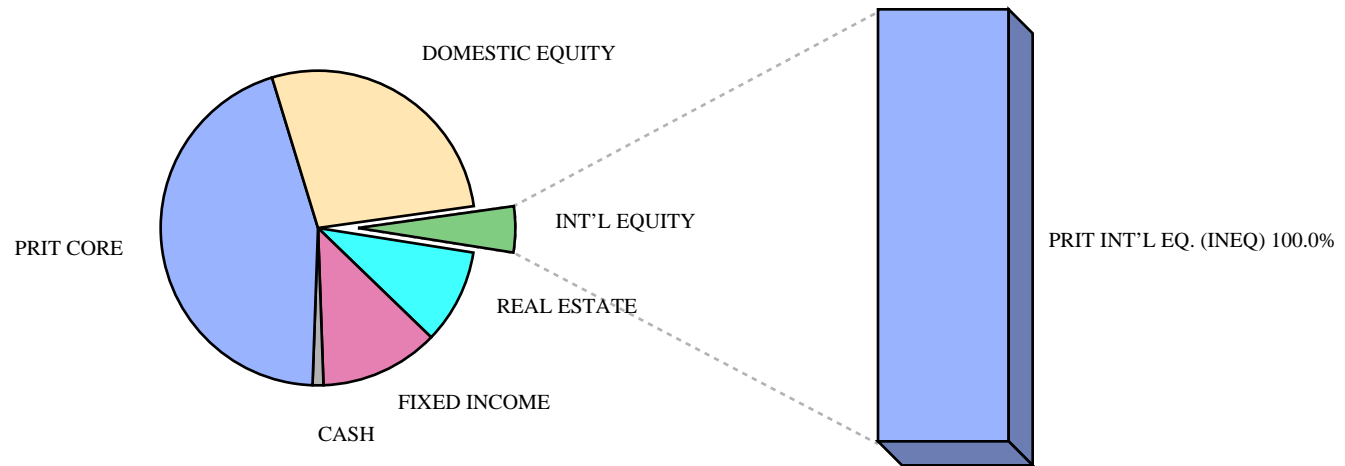 DOMESTIC EQUITY
INT'L EQUITY
PRIT CORE
PRIT INT'L EQ. (INEQ) 100.0%
REAL ESTATE
FIXED INCOME
CASH